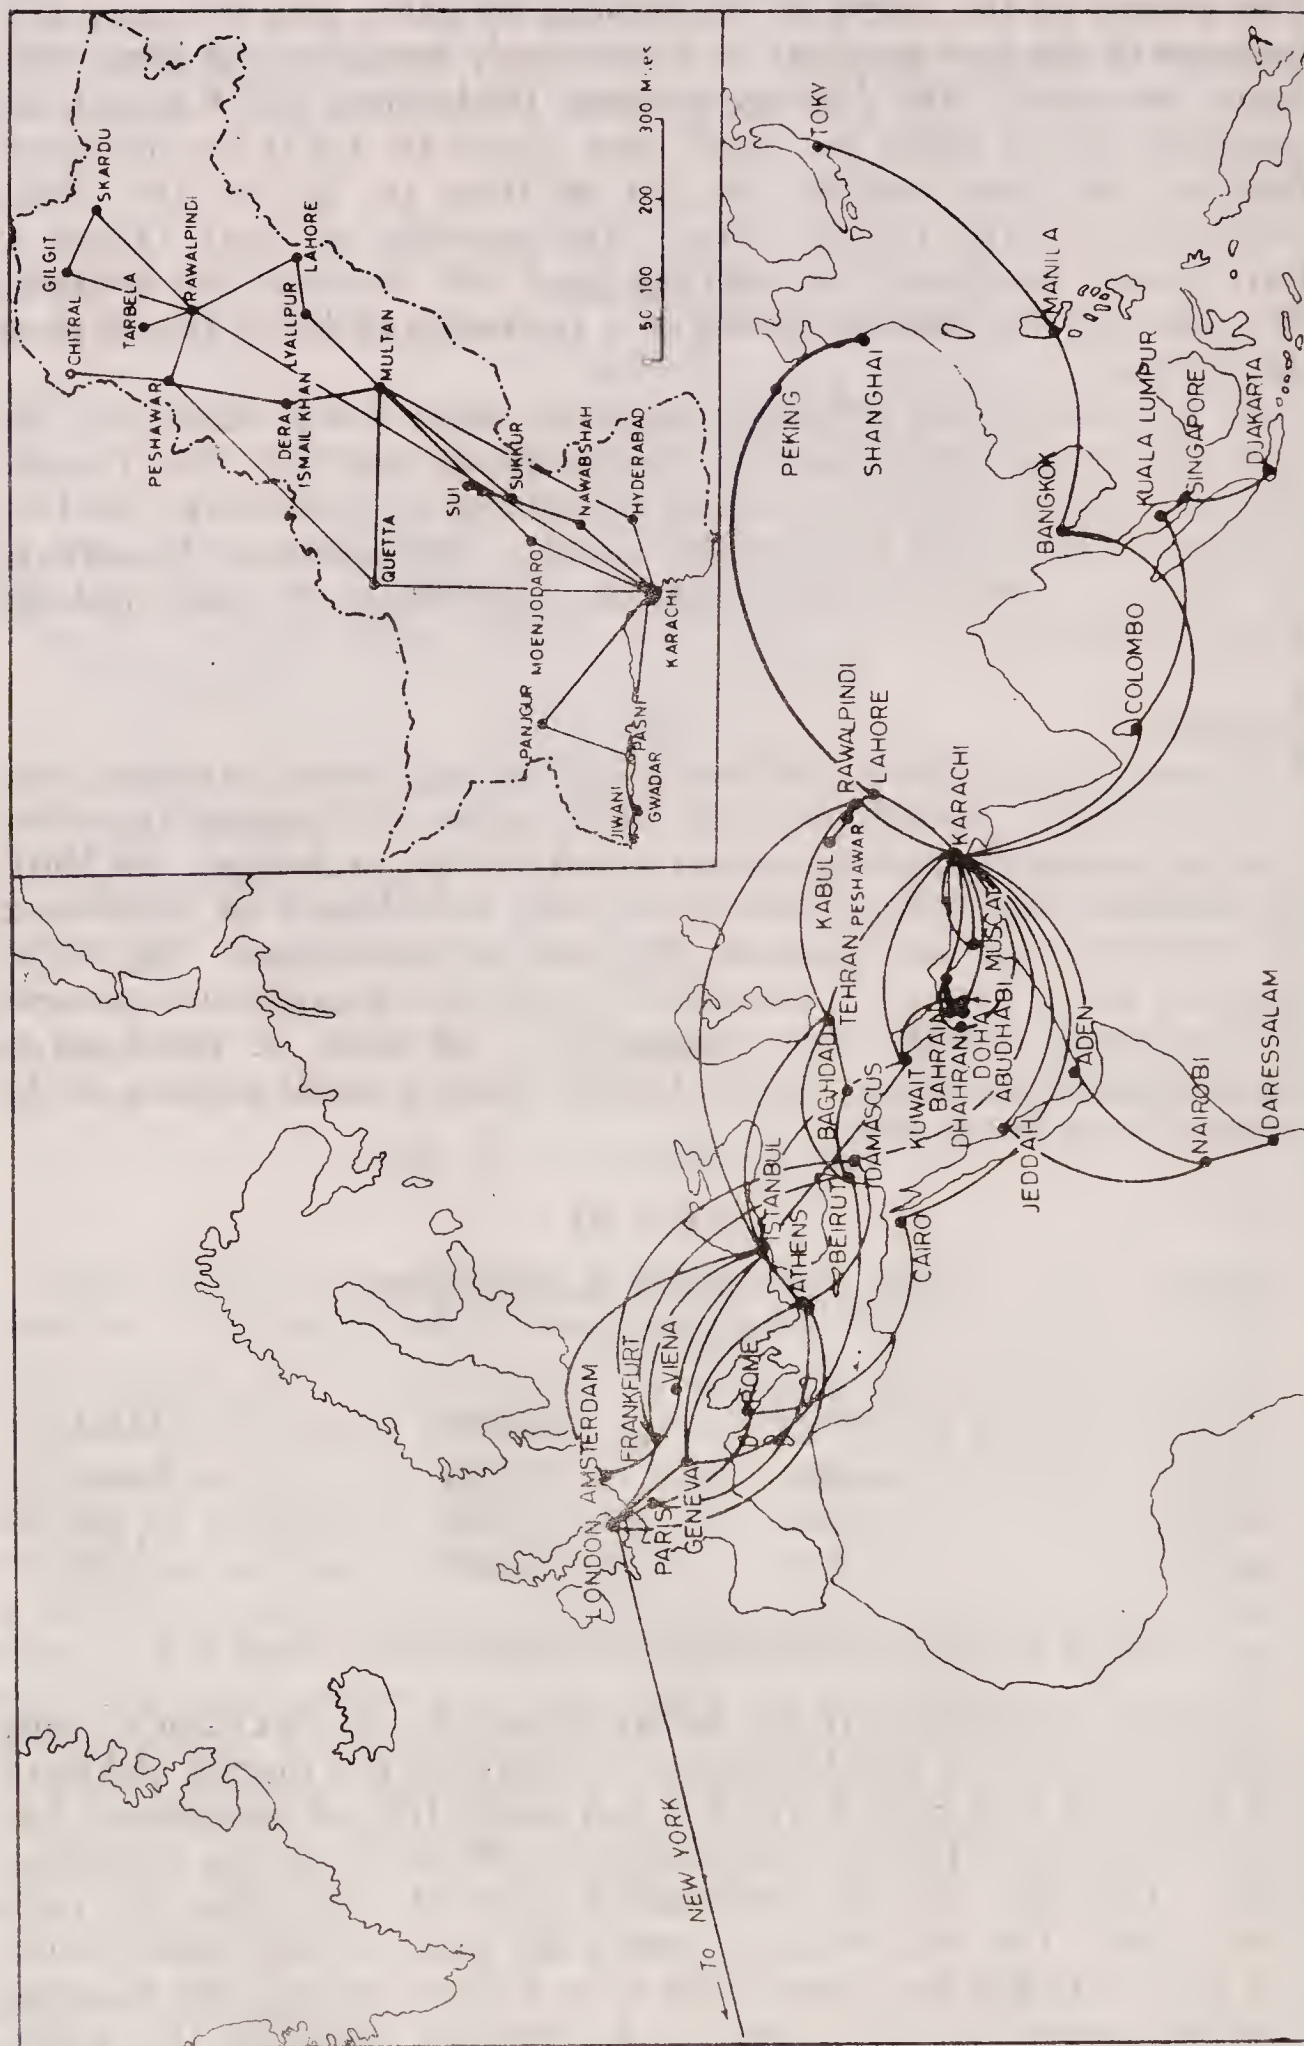 GILGIT
SKARDU
CHITRAL
TARBELA
RAWALPINDI
PESHAWAR
LAHORE
LYALLPUR
DERA
ISMAIL KHAN
MULTAN
QUETTA
SUI
SUKKUR
MOENJODARO
NAWABSHAH
HYDERABAD
KARACHI
PANJGUR
PASNI
JIWANI
GWADAR
50 100 200 300
TOKY
PEKING
SHANGHAI
MANILA
BANGKOK
KUALA LUMPUR
SINGAPORE
DJAKARTA
COLOMBO
RAWALPINDI
LAHORE
KABUL
PESHAWAR
KARACHI
TEHRAN
MUSCAT
BAGHDAD
DAMASCUS
KUWAIT
BAHRAIN
DHAHRAN
DOHA
ABUDHABI
ADEN
JEDDAH
NAIROBI
DARESSALAM
ISTANBUL
ATHENS
BEIRUT
CAIRO
LONDON
AMSTERDAM
FRANKFURT
VIENA
ROME
PARIS
GENEVA
← TO NEW YORK